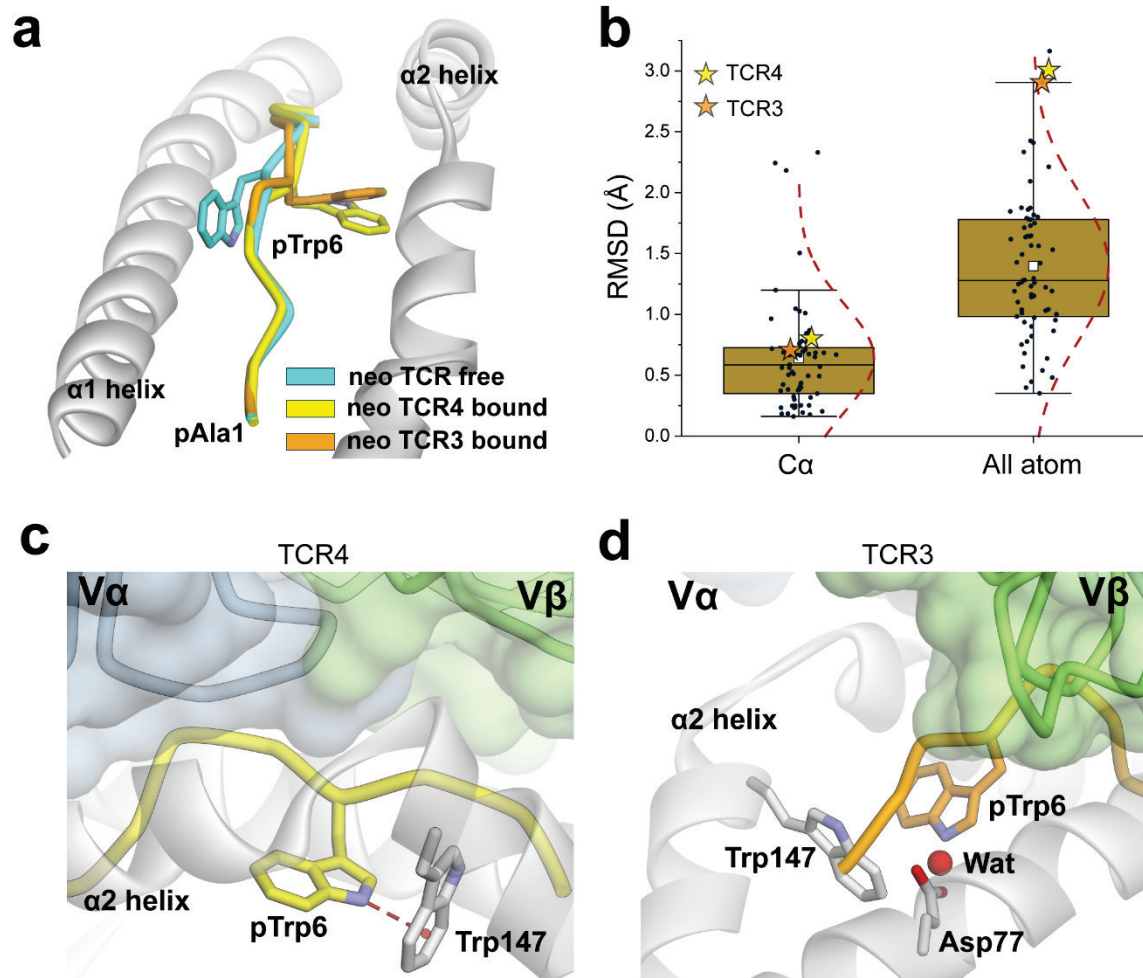 a
α2 helix
pTrp6
α1 helix
pAla1
neo TCR free
neo TCR4 bound
neo TCR3 bound
b
TCR4
TCR3
RMSD (Å)
3.0
2.5
2.0
1.5
1.0
0.5
0.0
Cα
All atom
c
TCR4
Vα
Vβ
α2 helix
pTrp6
Trp147
d
TCR3
Vα
Vβ
α2 helix
pTrp6
Trp147
Wat
Asp77